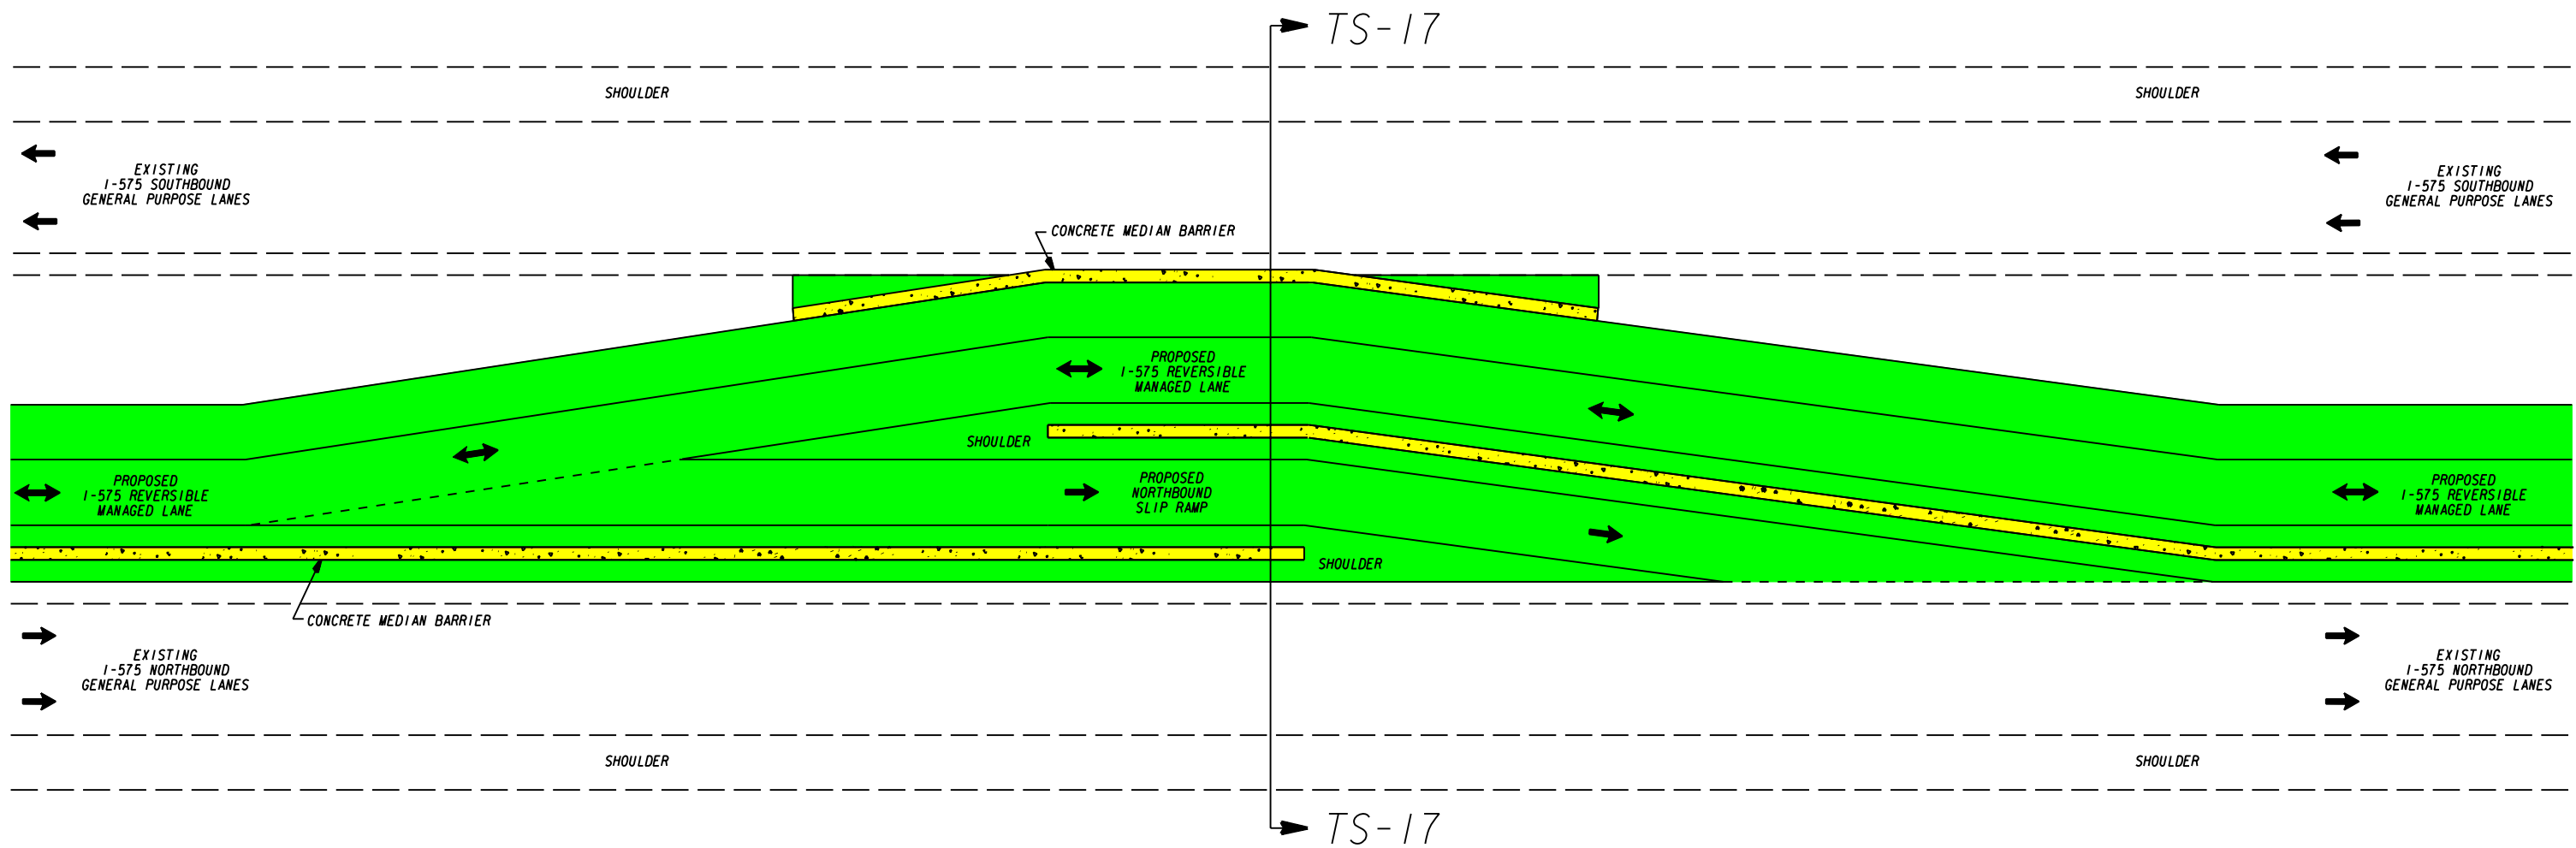 TS-17
SHOULDER
SHOULDER
EXISTING
I-575 SOUTHBOUND
GENERAL PURPOSE LANES
EXISTING
I-575 SOUTHBOUND
GENERAL PURPOSE LANES
CONCRETE MEDIAN BARRIER
PROPOSED
I-575 REVERSIBLE
MANAGED LANE
SHOULDER
PROPOSED
I-575 REVERSIBLE
MANAGED LANE
PROPOSED
NORTHBOUND
SLIP RAMP
PROPOSED
I-575 REVERSIBLE
MANAGED LANE
SHOULDER
CONCRETE MEDIAN BARRIER
EXISTING
I-575 NORTHBOUND
GENERAL PURPOSE LANES
EXISTING
I-575 NORTHBOUND
GENERAL PURPOSE LANES
SHOULDER
SHOULDER
TS-17